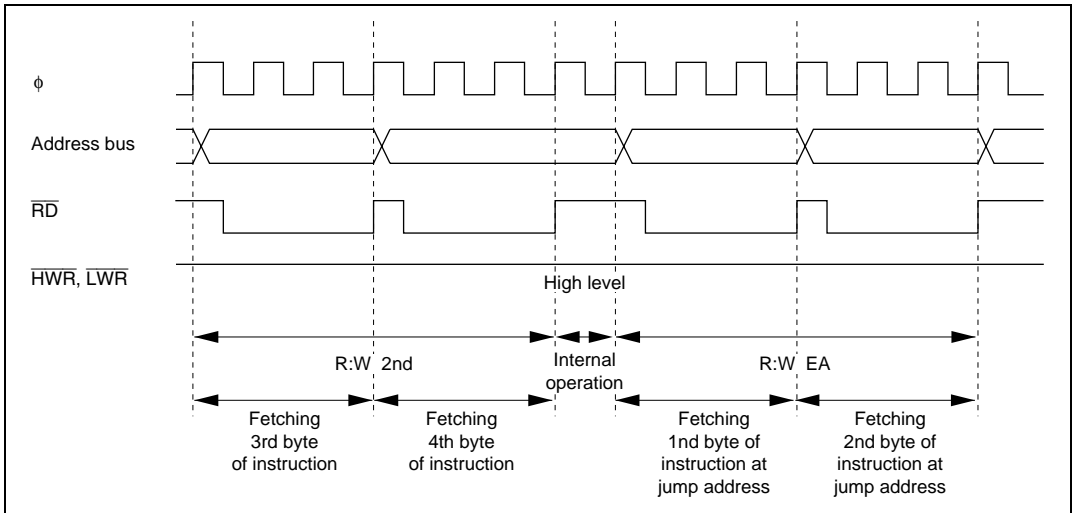 ϕ
Address bus
RD
HWR, LWR
High level
R:W 2nd
Internal
operation
R:W EA
Fetching
3rd byte
of instruction
Fetching
4th byte
of instruction
Fetching
1nd byte of
instruction at
jump address
Fetching
2nd byte of
instruction at
jump address